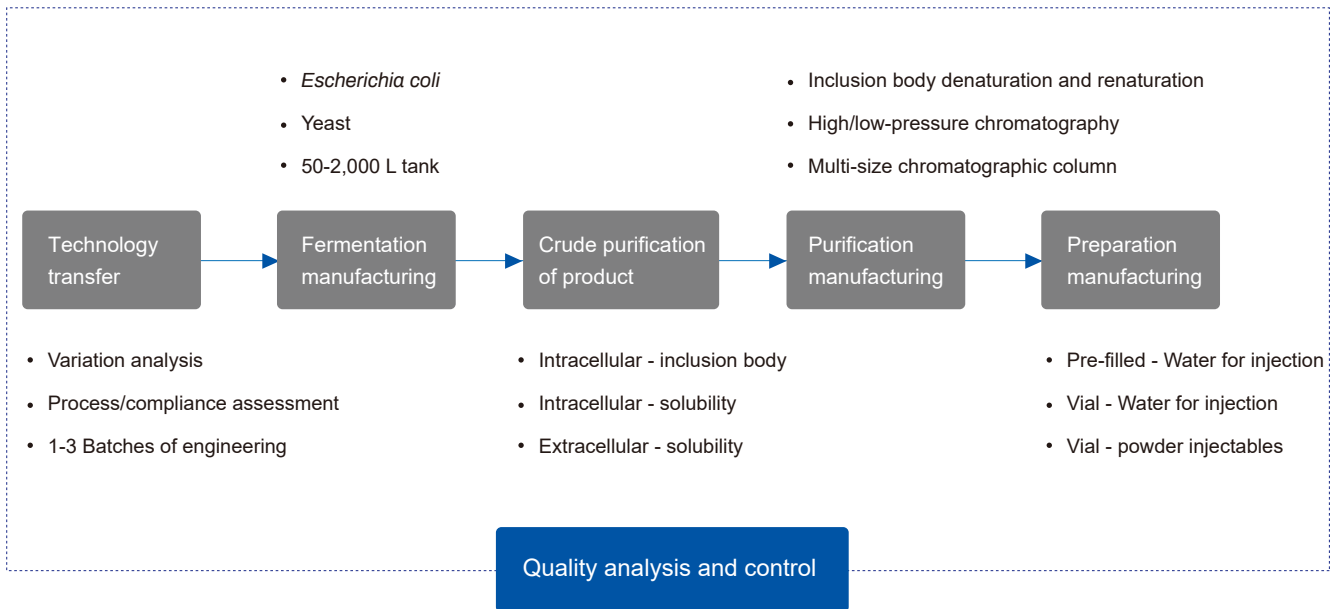 • Escherichia coli
• Yeast
• 50-2,000 L tank
• Inclusion body denaturation and renaturation
• High/low-pressure chromatography
• Multi-size chromatographic column
Technology
transfer
Fermentation
manufacturing
Crude purification
of product
Purification
manufacturing
Preparation
manufacturing
• Variation analysis
• Process/compliance assessment
• 1-3 Batches of engineering
• Intracellular - inclusion body
• Intracellular - solubility
• Extracellular - solubility
• Pre-filled - Water for injection
• Vial - Water for injection
• Vial - powder injectables
Quality analysis and control